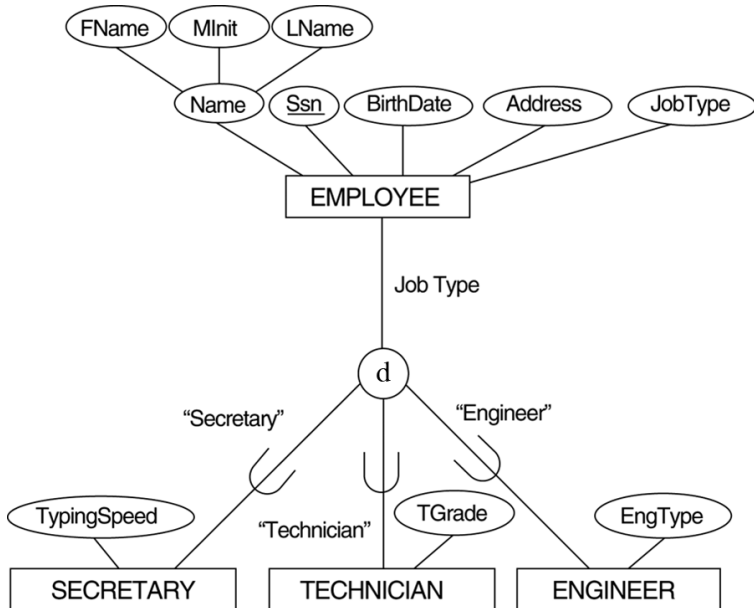 FName MInit LName
Name Ssn BirthDate Address JobType
EMPLOYEE
Job Type
d
“Secretary” “Engineer”
TypingSpeed “Technician” TGrade EngType
SECRETARY TECHNICIAN ENGINEER